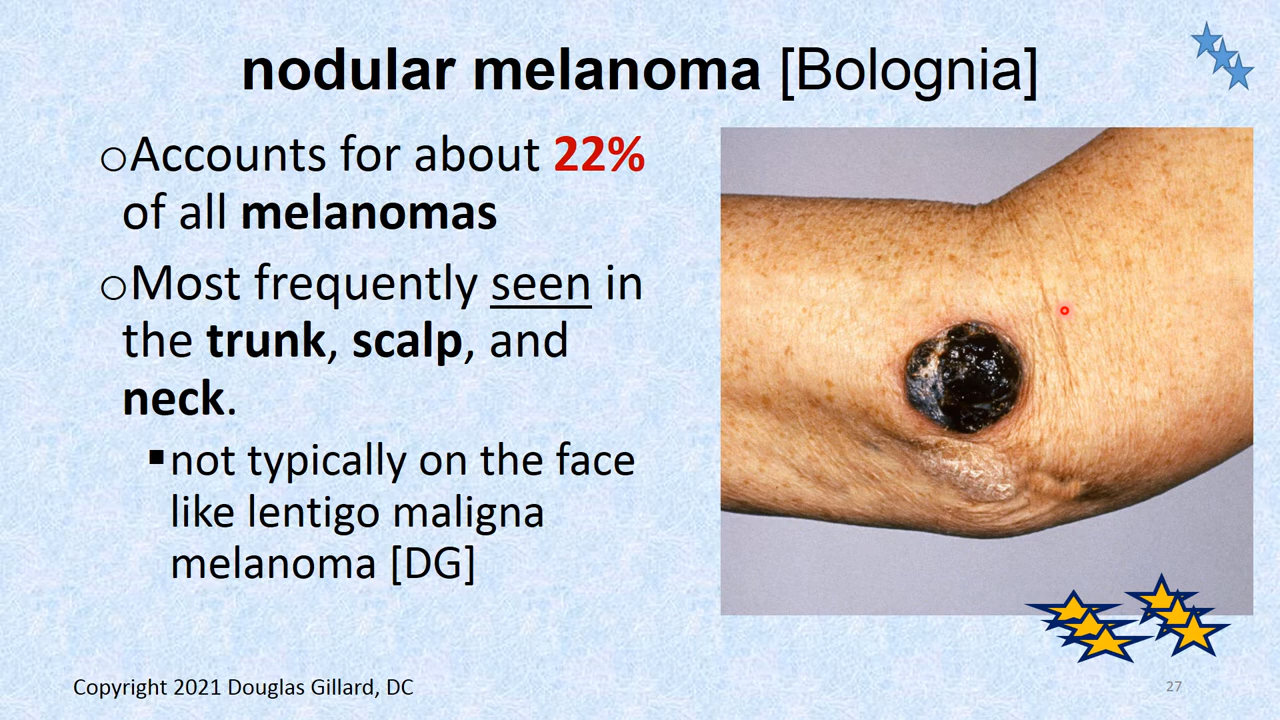 nodular melanoma [Bolognia]
oAccounts for about 22%
of all melanomas
oMost frequently seen in
the trunk, scalp, and
neck.
▪not typically on the face
like lentigo maligna
melanoma [DG]
Copyright 2021 Douglas Gillard, DC
27